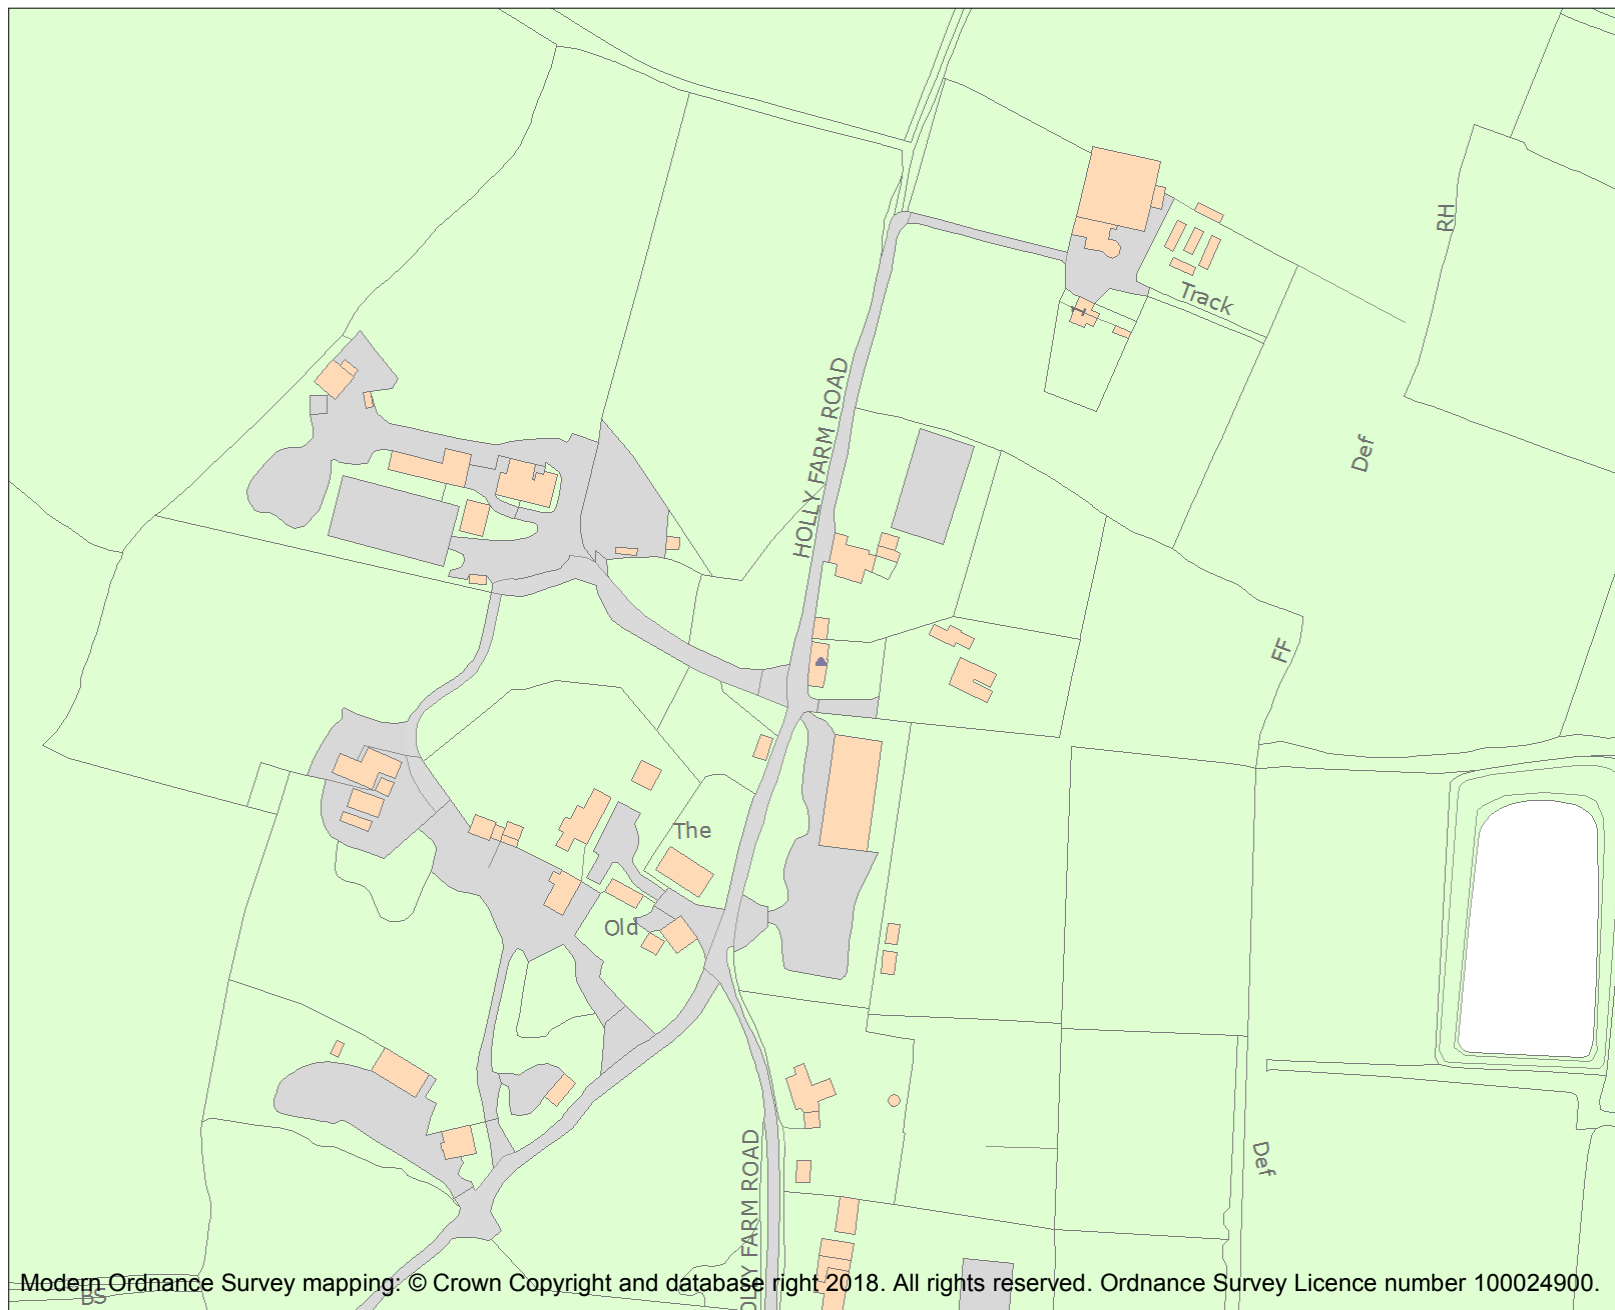 RH
Track
1
HOLLY FARM ROAD
Def
FF
The
Old
Def
HOLLY FARM ROAD
Modern Ordnance Survey mapping: © Crown Copyright and database right 2018. All rights reserved. Ordnance Survey Licence number 100024900.
BS